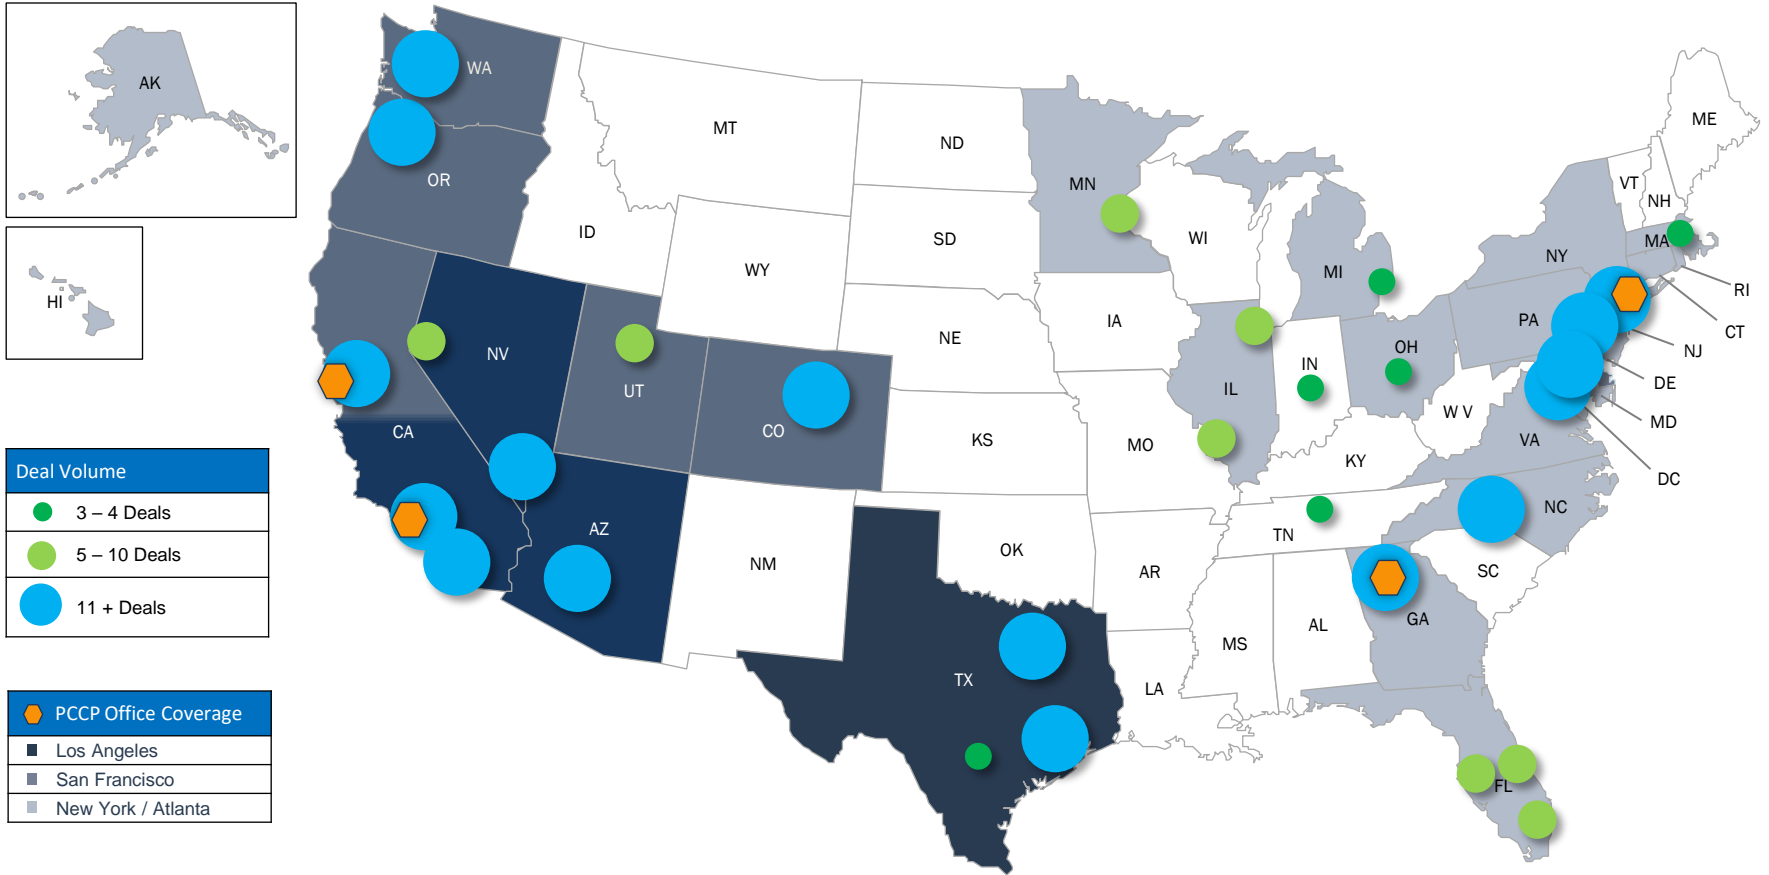 AK
HI
Deal Volume
3 – 4 Deals
5 – 10 Deals
11 + Deals
PCCP Office Coverage
Los Angeles
San Francisco
New York / Atlanta
WA
OR
CA
NV
ID
MT
WY
UT
CO
AZ
NM
ND
SD
NE
KS
OK
TX
MN
IA
MO
AR
LA
WI
IL
MI
IN
OH
KY
TN
MS
AL
GA
FL
SC
NC
VA
W V
PA
NY
VT
NH
ME
MA
RI
CT
NJ
DE
MD
DC